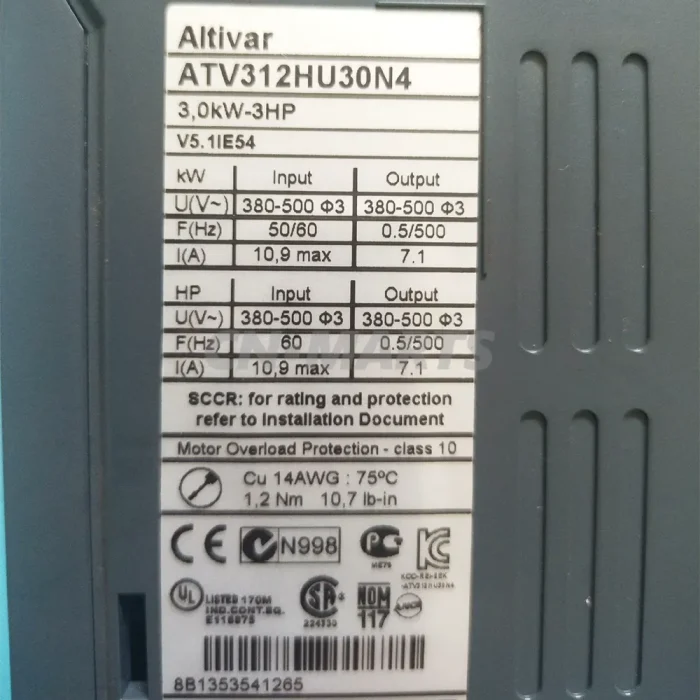 Altivar
ATV312HU30N4
3,0kW-3HP
V5.1IE54
kW Input Output
U(V~) 380-500 Φ3 380-500 Φ3
F(Hz) 50/60 0.5/500
I(A) 10,9 max 7.1
HP Input Output
U(V~) 380-500 Φ3 380-500 Φ3
F(Hz) 60 0.5/500
I(A) 10,9 max 7.1
CNTMARTS
SCCR: for rating and protection
refer to Installation Document
Motor Overload Protection - class 10
Cu 14AWG : 75ºC
1,2 Nm 10,7 lb-in
CE N998
UL LISTED 170M
IND.CONT.EQ.
SA
NOM
117
8B1353541265